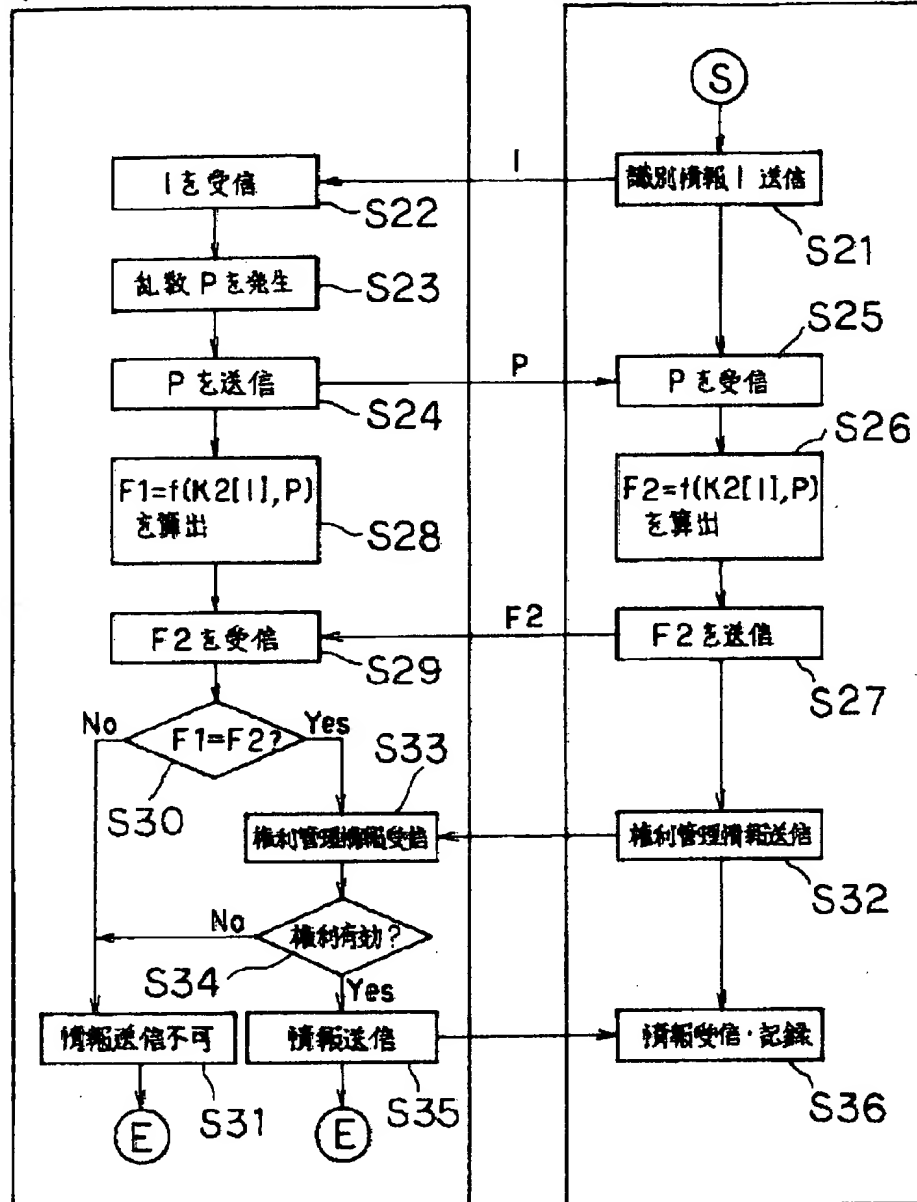 S
識別情報I 送信
S21
I
Iを受信
S22
乱数Pを発生
S23
Pを送信
S24
P
S25
Pを受信
S26
F1=f(K2[I],P)
を算出
S28
F2=f(K2[I],P)
を算出
F2を受信
S29
F2
F2を送信
S27
No
F1=F2?
Yes
S30
S33
権利管理情報受信
権利管理情報送信
S32
No
権利有効?
S34
Yes
情報送信不可
S31
情報送信
S35
情報受信・記録
S36
E
E